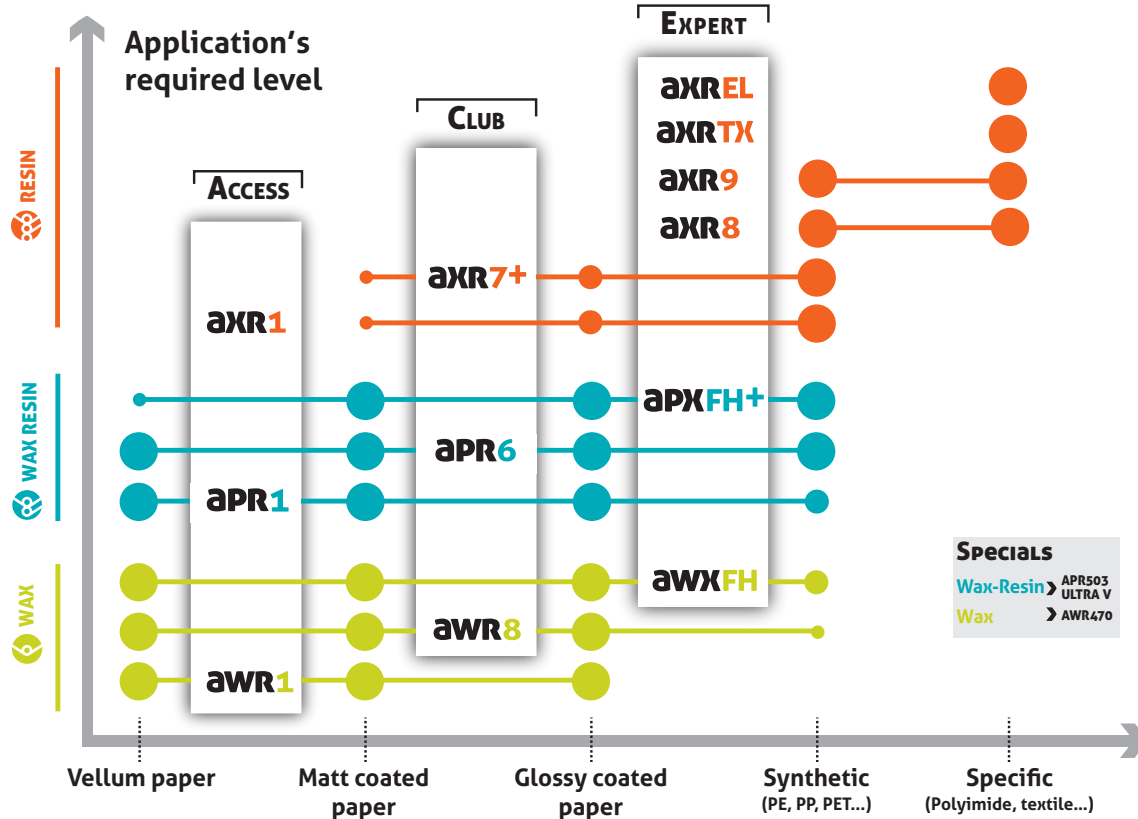 Application's
required level
EXPERT
CLUB
ACCESS
RESIN
WAX RESIN
WAX
aXREL
aXRTX
aXR9
aXR8
aXR7+
aXR1
aPXFH+
aPR6
aPR1
aWXFH
aWR8
aWR1
SPECIALS
Wax-Resin > APR503
ULTRA V
Wax > AWR470
Vellum paper
Matt coated
paper
Glossy coated
paper
Synthetic
(PE, PP, PET...)
Specific
(Polyimide, textile...)